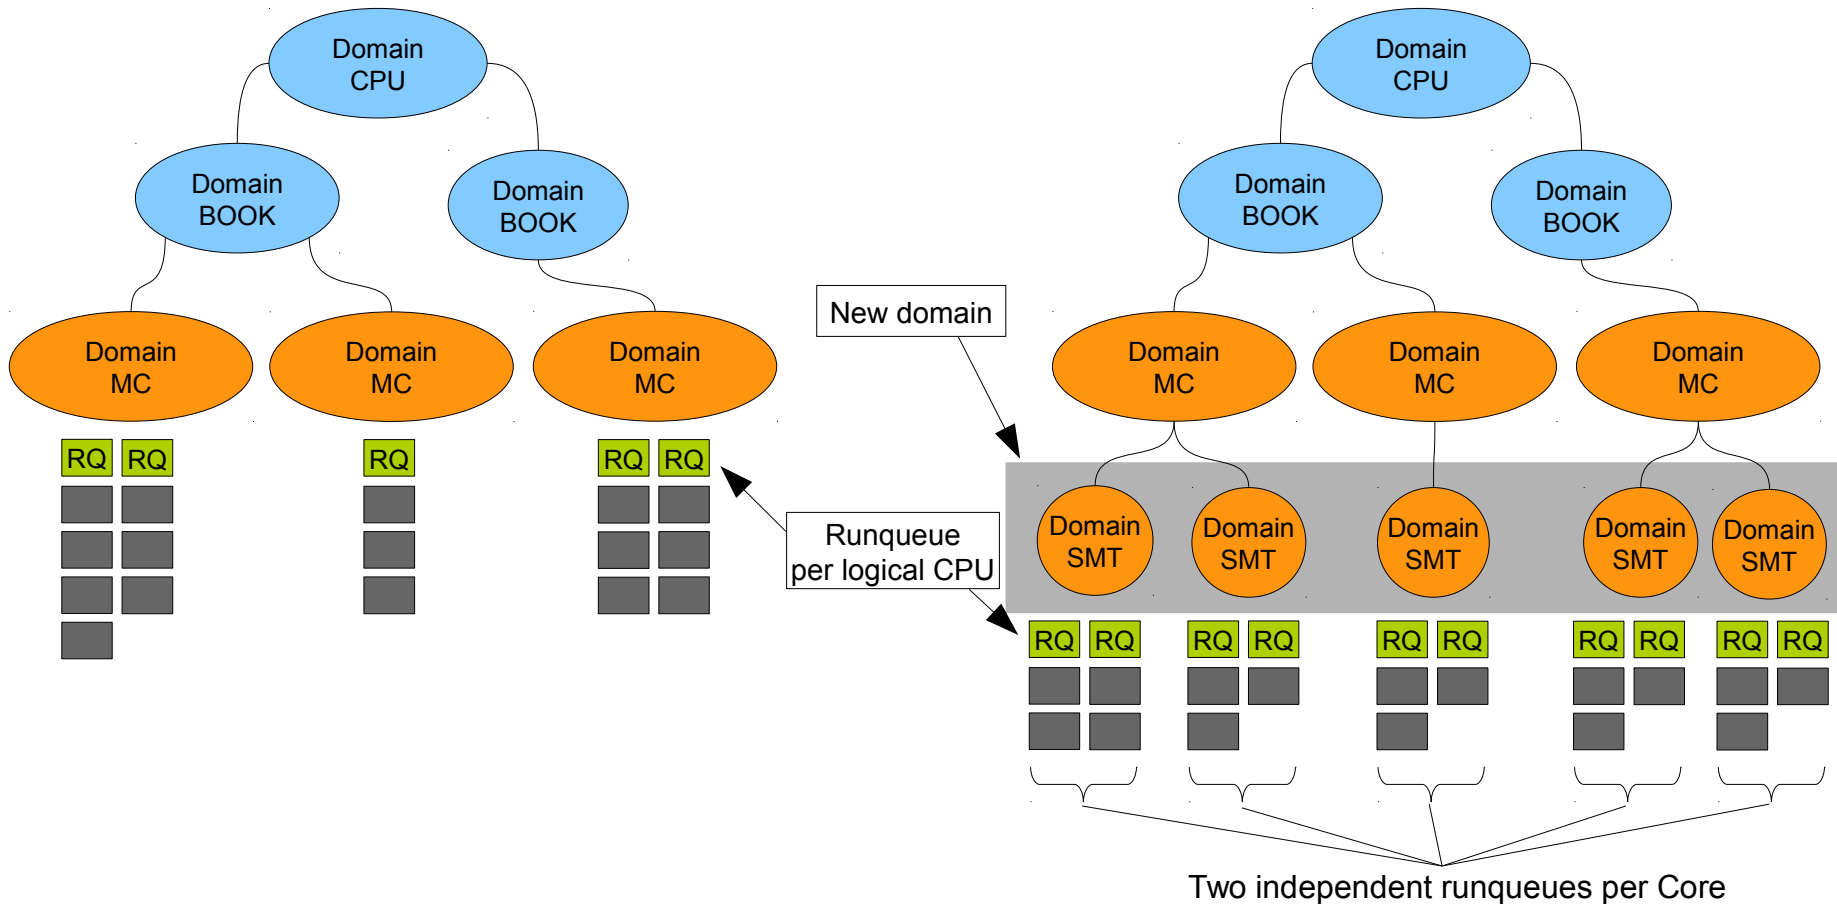 Domain
CPU
Domain
CPU
Domain
BOOK
Domain
BOOK
Domain
BOOK
Domain
BOOK
New domain
Domain
MC
Domain
MC
Domain
MC
Domain
MC
Domain
MC
Domain
MC
RQ RQ
RQ
RQ RQ
Runqueue
per logical CPU
Domain
SMT
Domain
SMT
Domain
SMT
Domain
SMT
Domain
SMT
RQ RQ
RQ RQ
RQ RQ
RQ RQ
RQ RQ
Two independent runqueues per Core